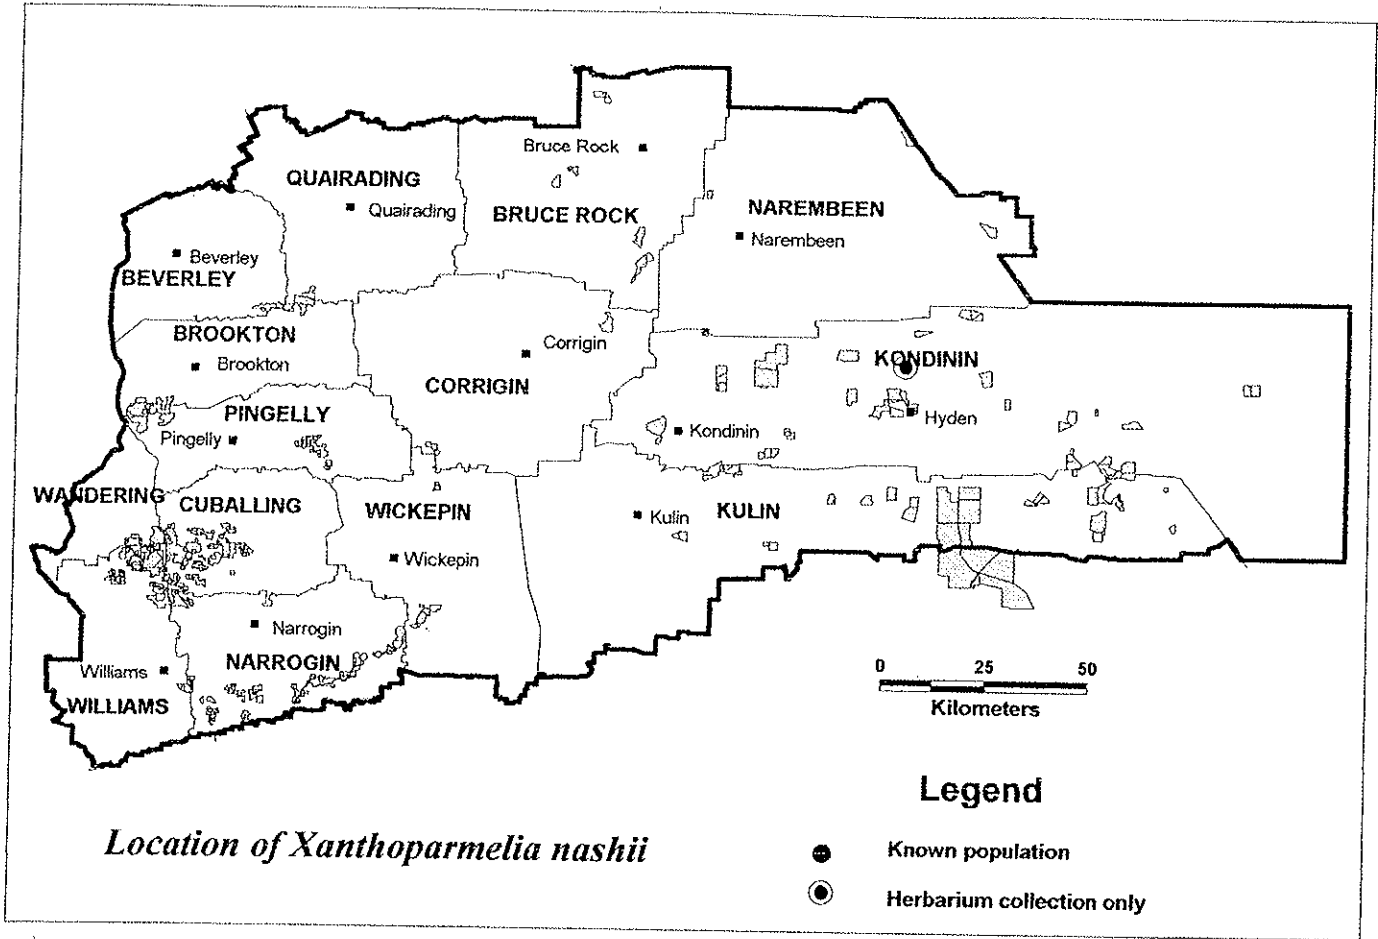 Bruce Rock
QUAIRADING
Quairading
BRUCE ROCK
NAREMBEEN
Narembeen
Beverley
BEVERLEY
BROOKTON
Brookton
Corrigin
CORRIGIN
KONDININ
Hyden
PINGELLY
Pingelly
Kondinin
WANDERING
CUBALLING
WICKEPIN
Wickepin
Kulin
KULIN
Narrogin
NARROGIN
Williams
WILLIAMS
0 25 50
Kilometers
Legend
Location of Xanthoparmelia nashii
Known population
Herbarium collection only